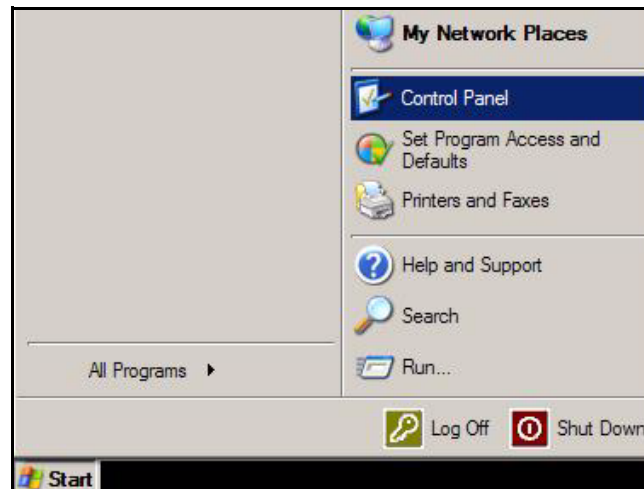 My Network Places
Control Panel
Set Program Access and
Defaults
Printers and Faxes
Help and Support
Search
All Programs
Run...
Log Off
Shut Down
Start